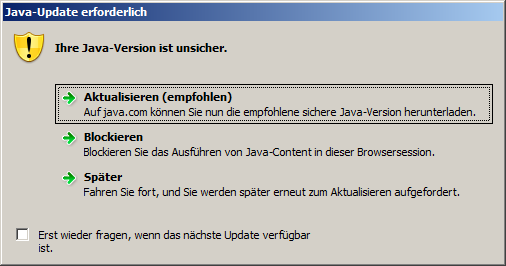 Java-Update erforderlich
Ihre Java-Version ist unsicher.
Aktualisieren (empfohlen)
Auf java.com können Sie nun die empfohlene sichere Java-Version herunterladen.
Blockieren
Blockieren Sie das Ausführen von Java-Content in dieser Browsersession.
Später
Fahren Sie fort, und Sie werden später erneut zum Aktualisieren aufgefordert.
Erst wieder fragen, wenn das nächste Update verfügbar
ist.